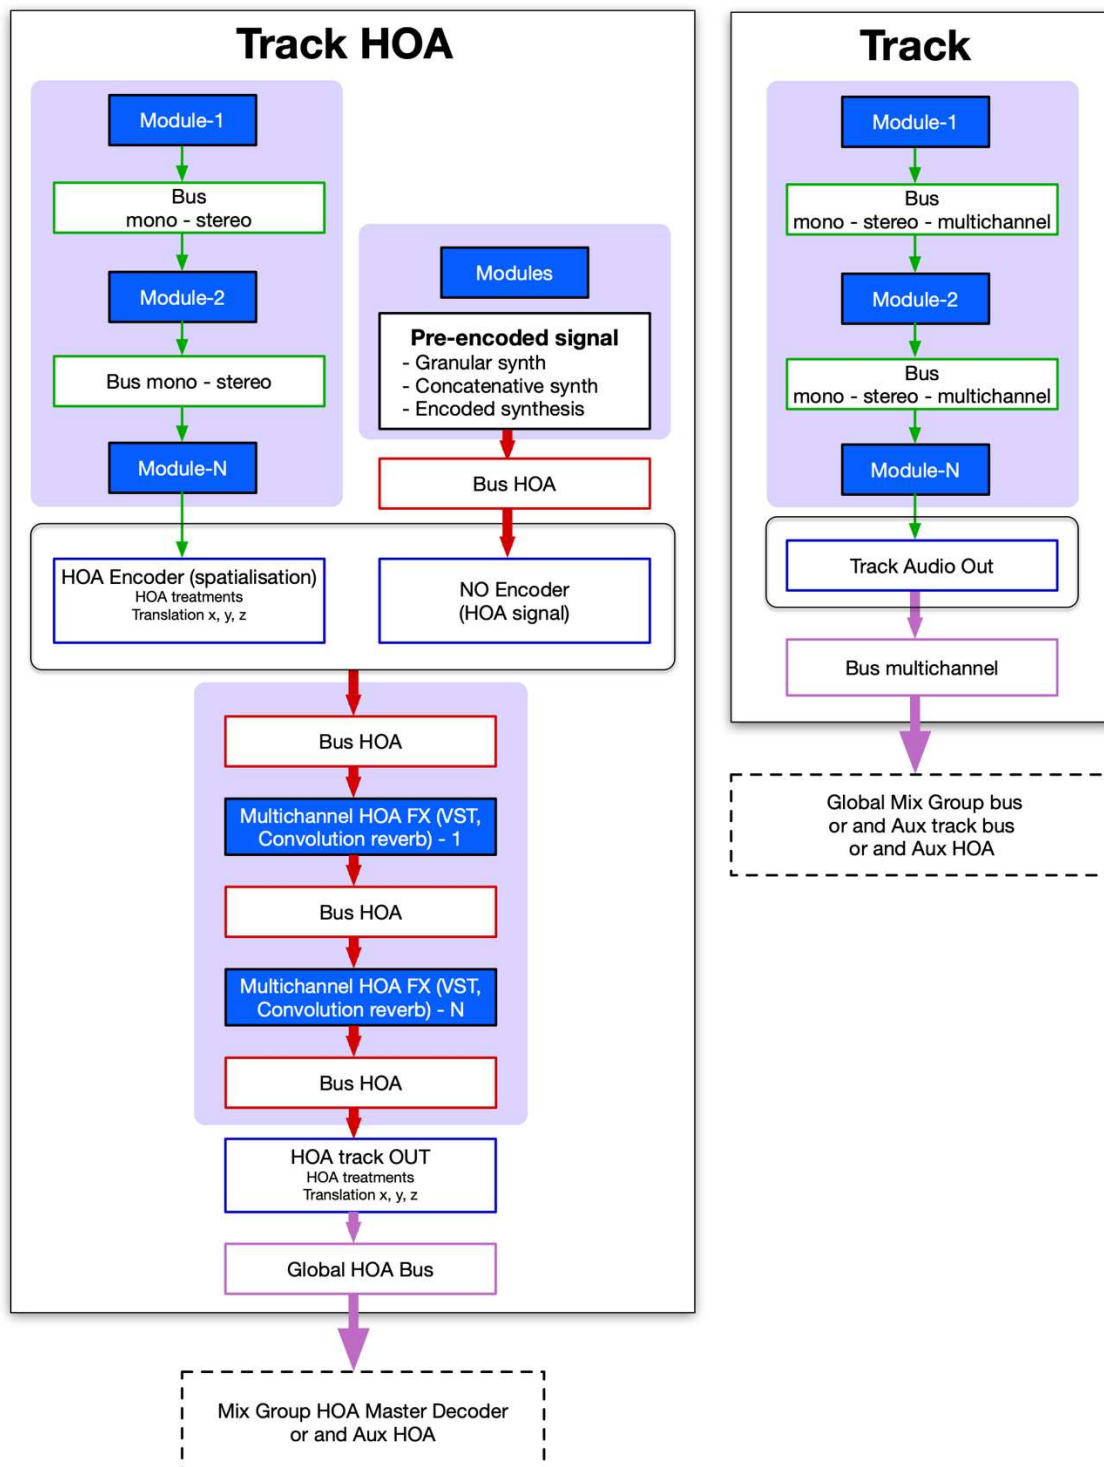 Track HOA
Module-1
Bus
mono - stereo
Module-2
Bus mono - stereo
Module-N
Modules
Pre-encoded signal
- Granular synth
- Concatenative synth
- Encoded synthesis
Bus HOA
HOA Encoder (spatialisation)
HOA treatments
Translation x, y, z
NO Encoder
(HOA signal)
Bus HOA
Multichannel HOA FX (VST,
Convolution reverb) - 1
Bus HOA
Multichannel HOA FX (VST,
Convolution reverb) - N
Bus HOA
HOA track OUT
HOA treatments
Translation x, y, z
Global HOA Bus
Mix Group HOA Master Decoder
or and Aux HOA
Track
Module-1
Bus
mono - stereo - multichannel
Module-2
Bus
mono - stereo - multichannel
Module-N
Track Audio Out
Bus multichannel
Global Mix Group bus
or and Aux track bus
or and Aux HOA